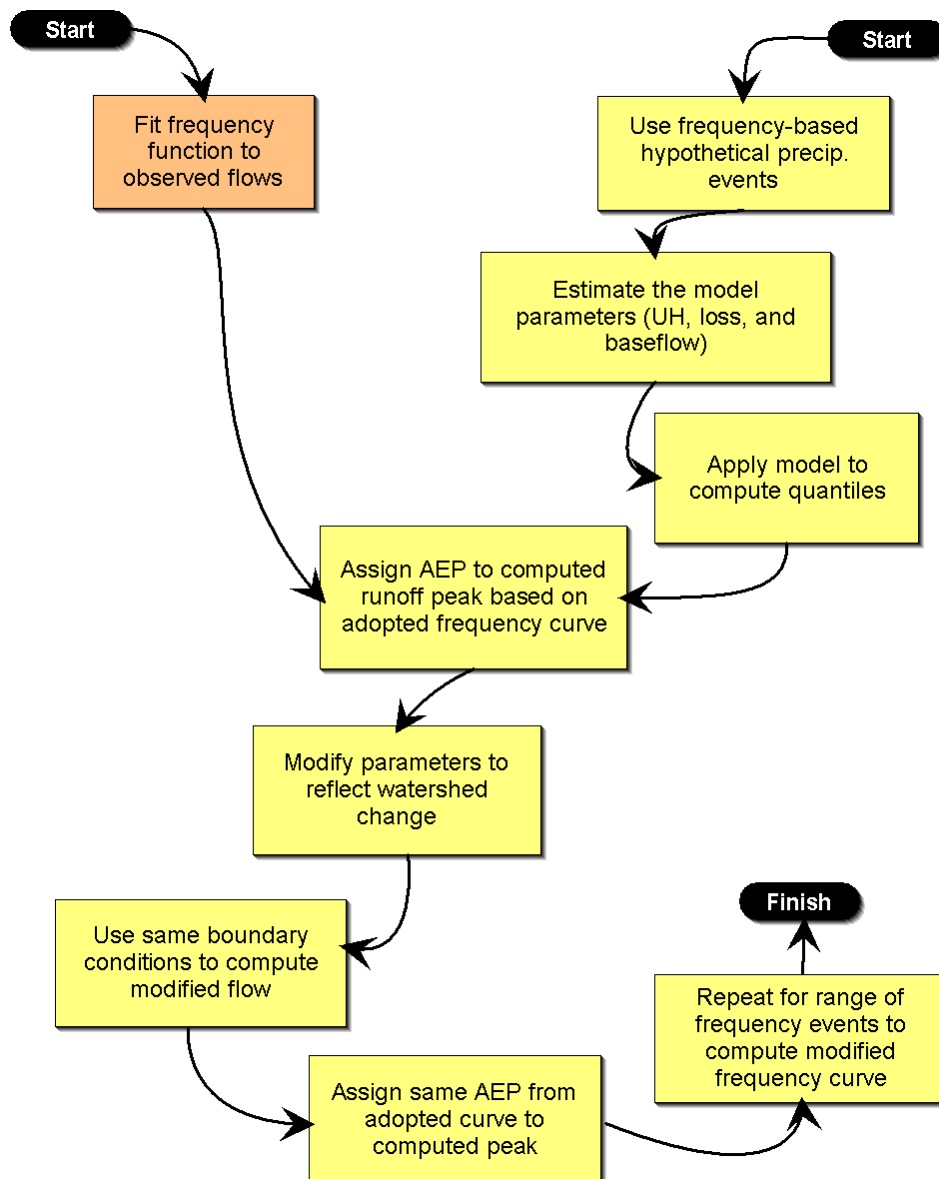 Start
Start
Fit frequency
function to
observed flows
Use frequency-based
hypothetical precip.
events
Estimate the model
parameters (UH, loss, and
baseflow)
Apply model to
compute quantiles
Assign AEP to computed
runoff peak based on
adopted frequency curve
Modify parameters to
reflect watershed
change
Use same boundary
conditions to compute
modified flow
Assign same AEP from
adopted curve to
computed peak
Repeat for range of
frequency events to
compute modified
frequency curve
Finish